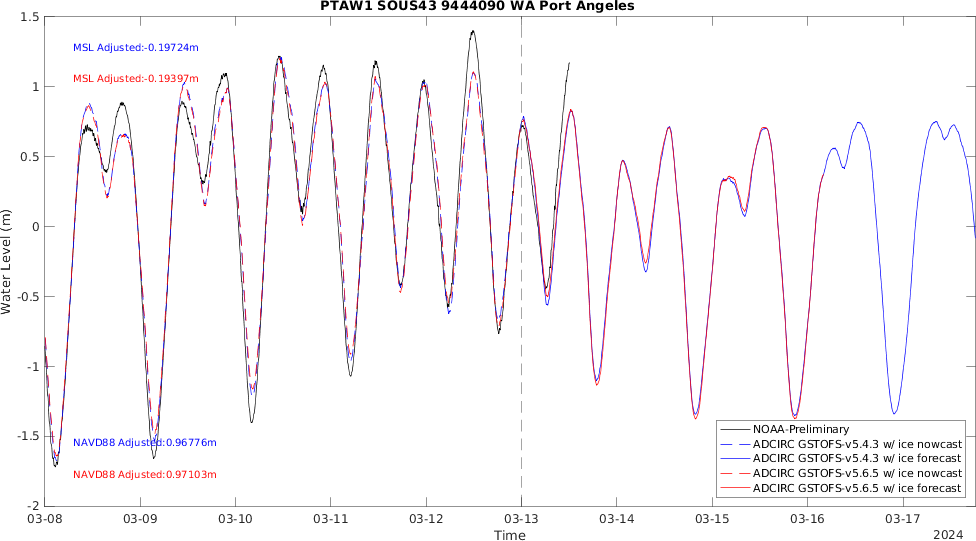 PTAW1 SOUS43 9444090 WA Port Angeles
1.5
MSL Adjusted:-0.19724m
MSL Adjusted:-0.19397m
1
0.5
0
-0.5
-1
-1.5
-2
Water Level (m)
NAVD88 Adjusted:0.96776m
NAVD88 Adjusted:0.97103m
NOAA-Preliminary
ADCIRC GSTOFS-v5.4.3 w/ ice nowcast
ADCIRC GSTOFS-v5.4.3 w/ ice forecast
ADCIRC GSTOFS-v5.6.5 w/ ice nowcast
ADCIRC GSTOFS-v5.6.5 w/ ice forecast
03-08 03-09 03-10 03-11 03-12 03-13 03-14 03-15 03-16 03-17
Time
2024